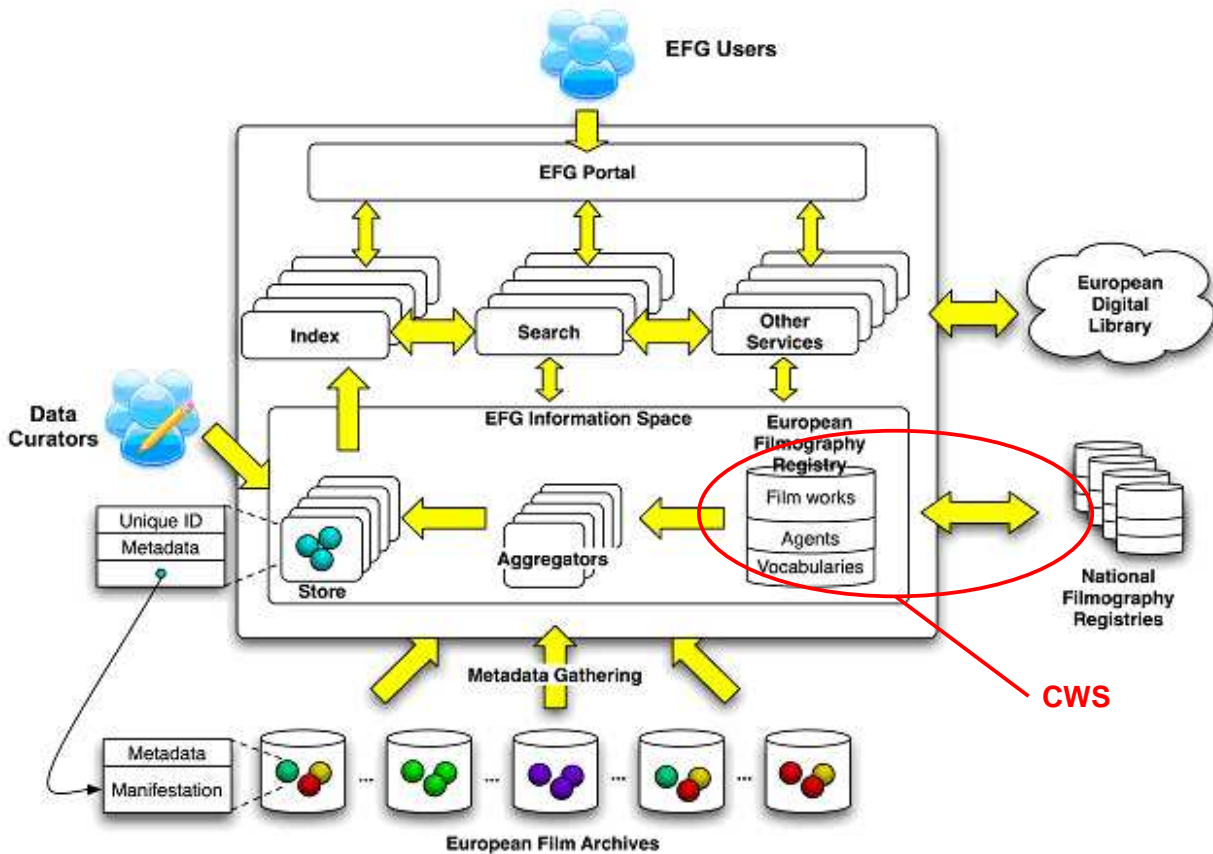 EFG Users
EFG Portal
Index
Search
Other
Services
European
Digital
Library
Data
Curators
EFG Information Space
European
Filmography
Registry
Film works
Agents
Vocabularies
Aggregators
Store
Unique ID
Metadata
National
Filmography
Registries
Metadata Gathering
CWS
Metadata
Manifestation
... ... ... ...
European Film Archives